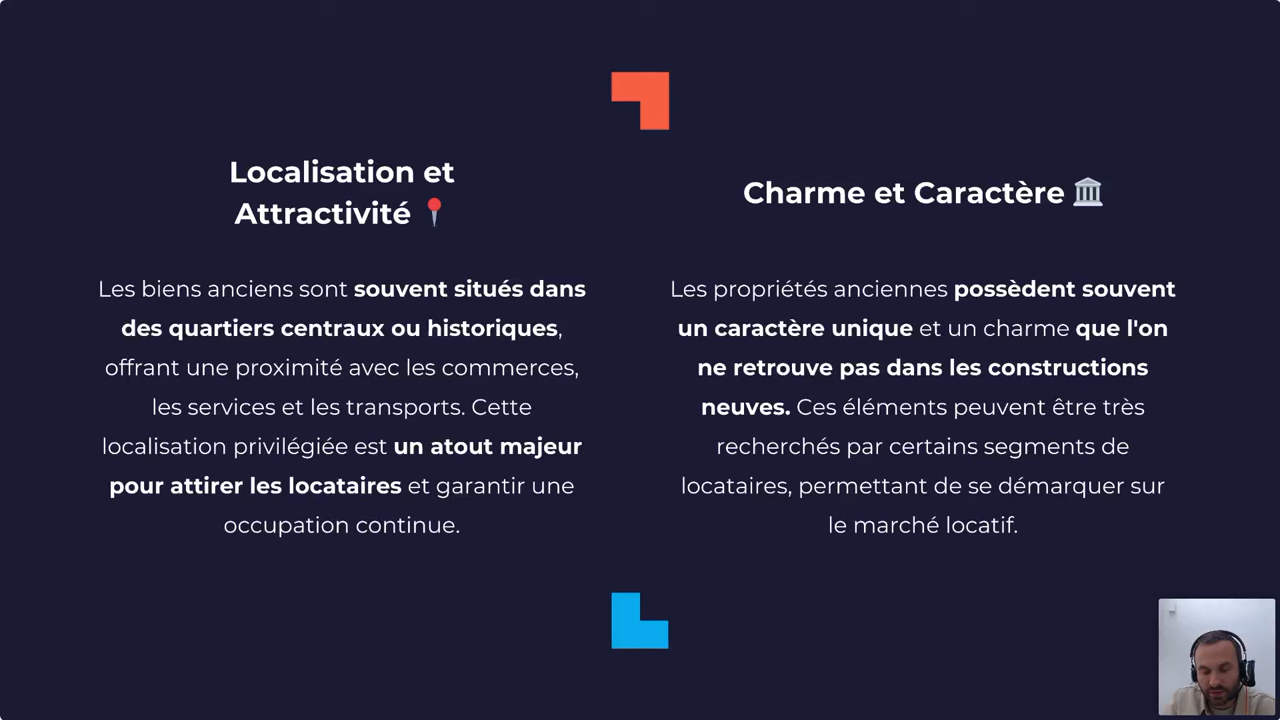 Localisation et
Attractivité 📍
Les biens anciens sont souvent situés dans
des quartiers centraux ou historiques,
offrant une proximité avec les commerces,
les services et les transports. Cette
localisation privilégiée est un atout majeur
pour attirer les locataires et garantir une
occupation continue.
Charme et Caractère 🏛️
Les propriétés anciennes possèdent souvent
un caractère unique et un charme que l'on
ne retrouve pas dans les constructions
neuves. Ces éléments peuvent être très
recherchés par certains segments de
locataires, permettant de se démarquer sur
le marché locatif.